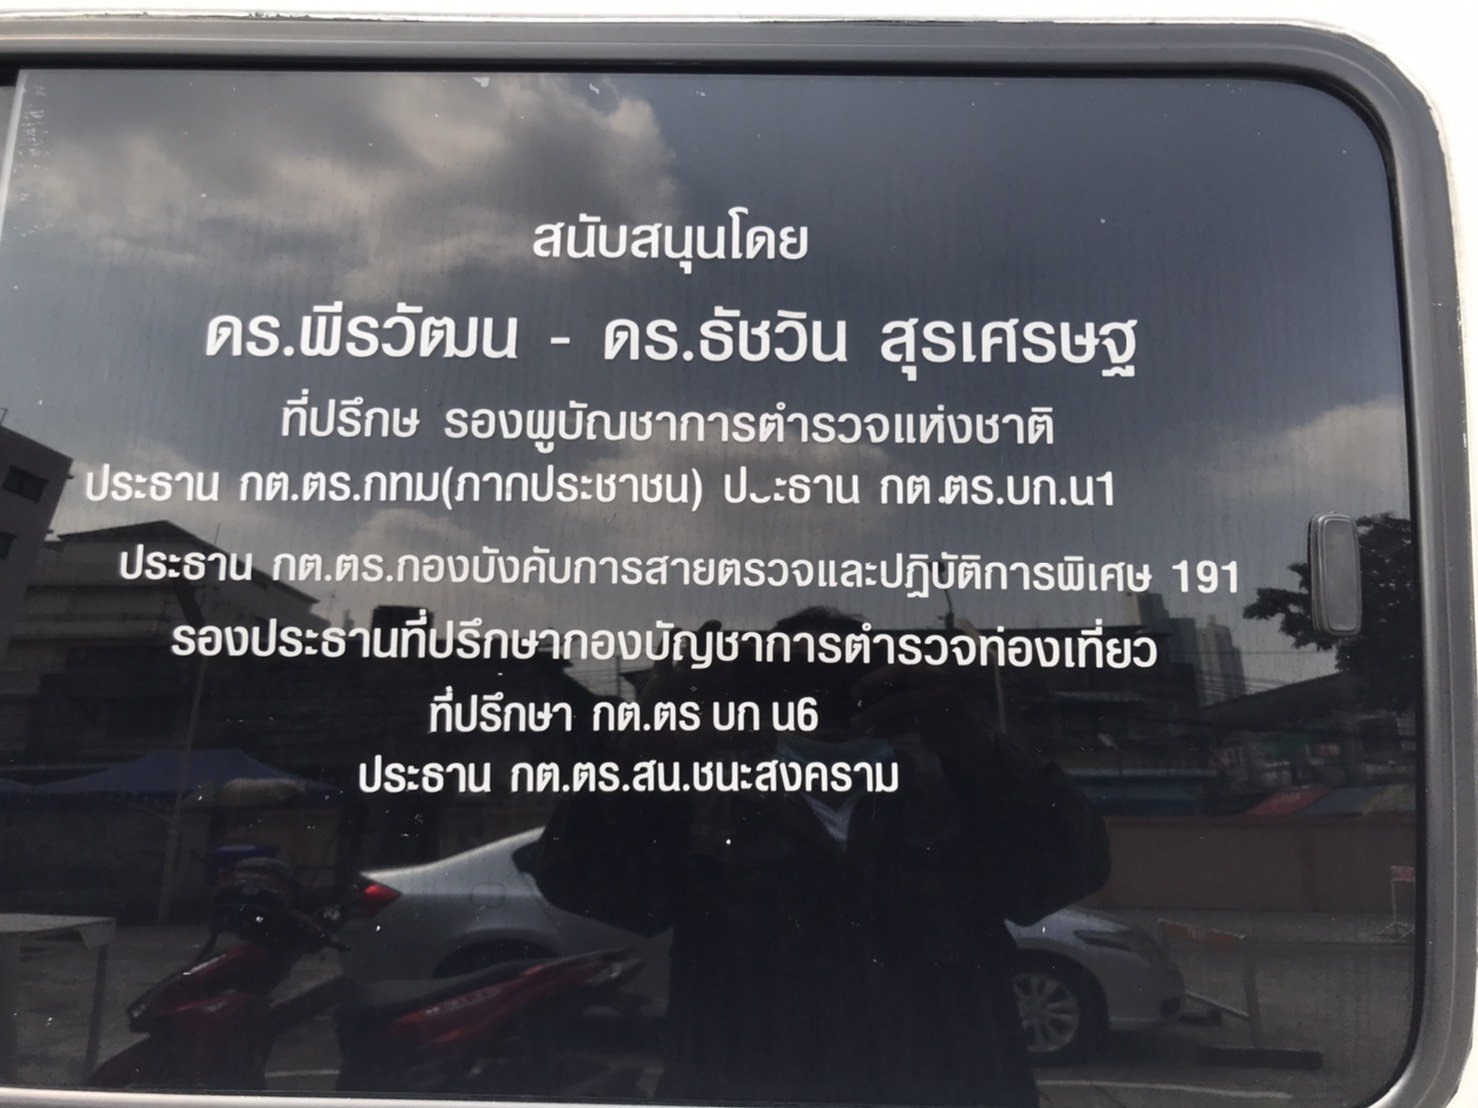 สนับสนุนโดย
ดร.พีรวัฒน - ดร.ธัชวิน สุรเศรษฐ
ที่ปรึกษ รองผูบัณชาการตำรวจแห่งชาติ
ประธาน กต.ตร.กทม(ภากประชาชน) ประธาน กต.ตร.บก.น1
ประธาน กต.ตร.กองบังคับการสายตรวจและปฏิบัติการพิเศษ 191
รองประธานที่ปรึกษากองบัญชาการตำรวจท่องเที่ยว
ที่ปรึกษา กต.ตร บก น6
ประธาน กต.ตร.สน.ชนะสงคราม